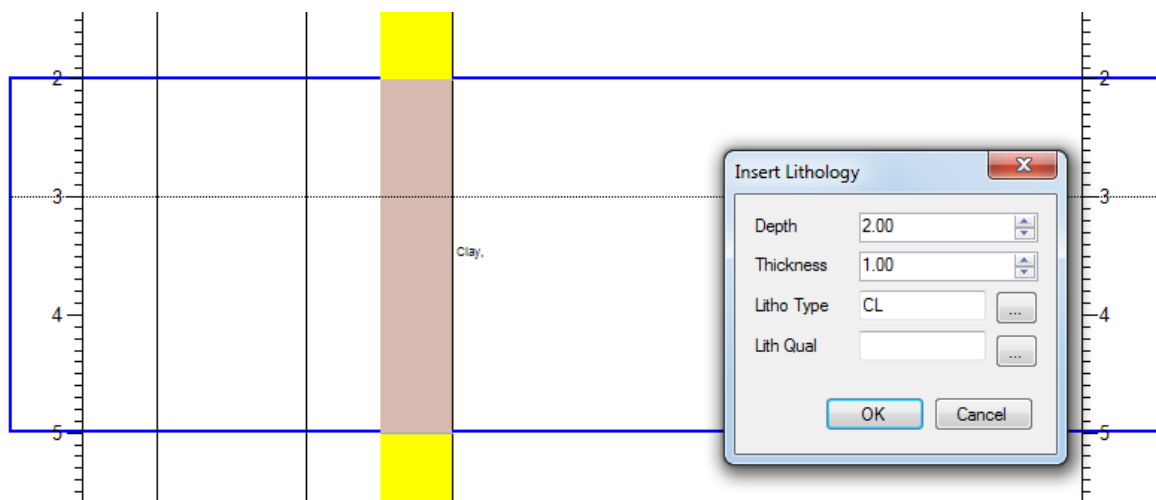 2
2
Insert Lithology
X
Depth 2.00
3
3
Thickness 1.00
Clay,
Litho Type CL ...
4
4
Lith Qual ...
OK Cancel
5
5